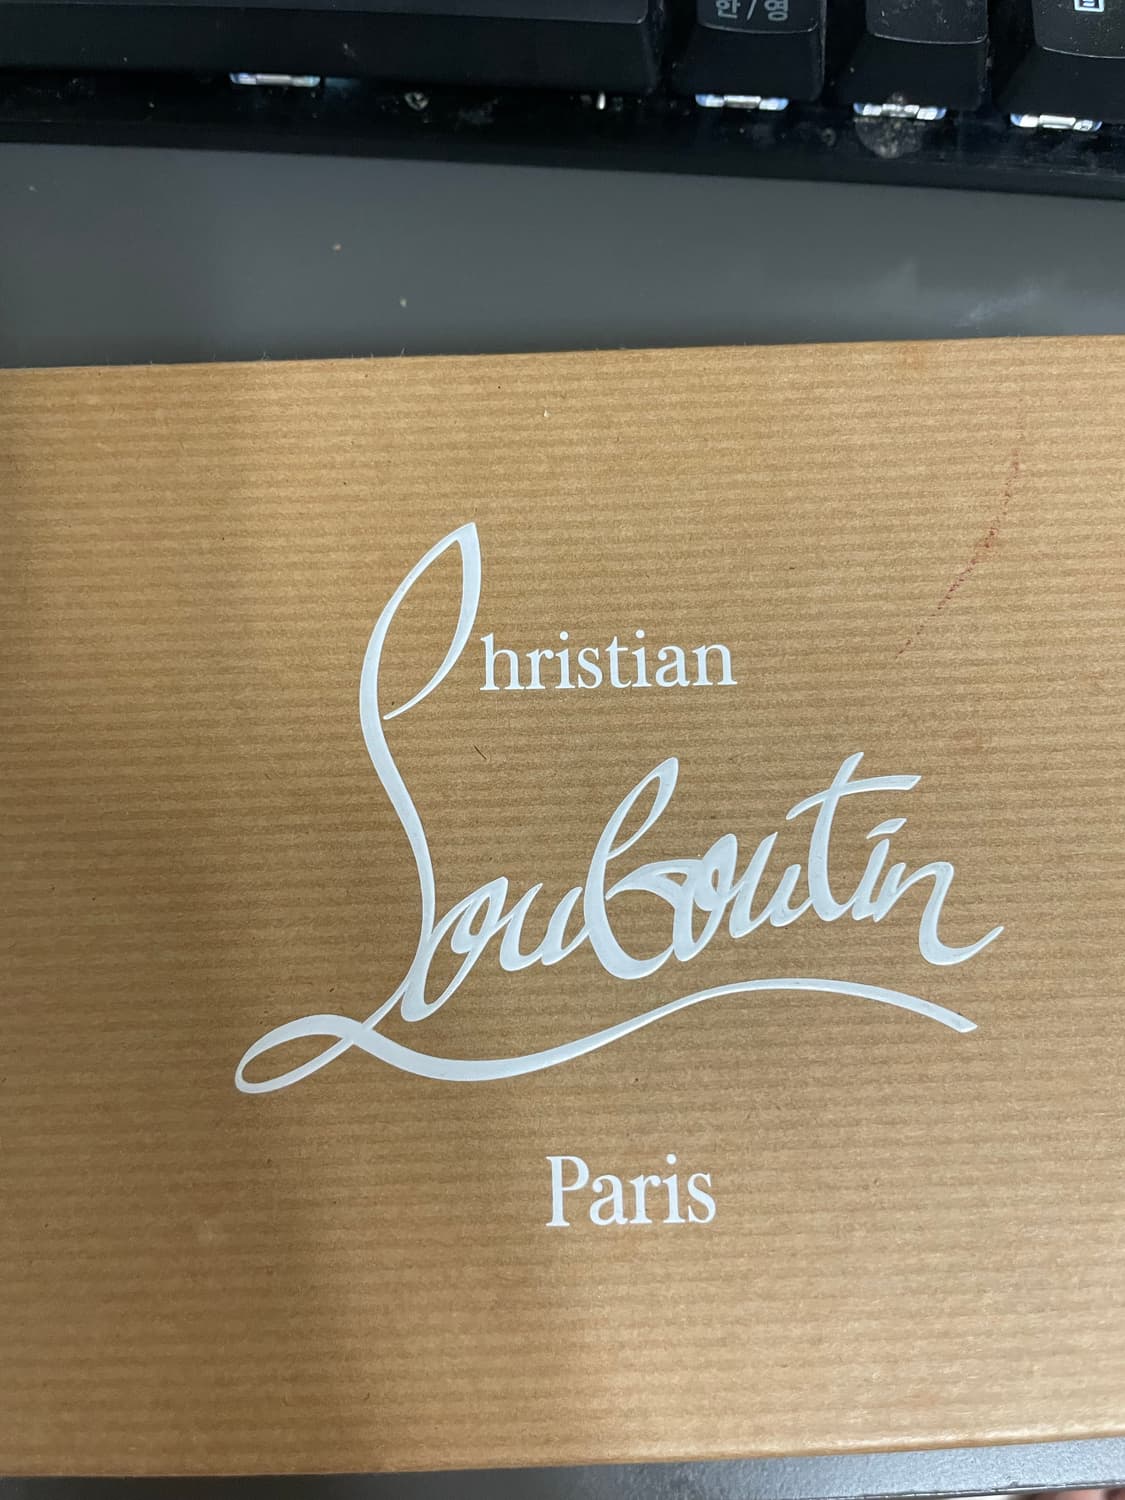 한/영
Christian
Louboutin
Paris